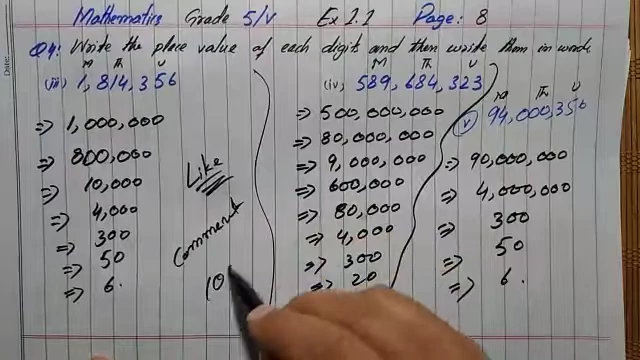 Mathematics Grade 5/V Ex 1.1 Page: 8
Date:
Q4: Write the place value of each digit and then write them in words
M Th U
(iii) 1,814,356
=> 1,000,000
=> 800,000
=> 10,000
=> 4,000
=> 300
=> 50
=> 6.
Like
Comment
10
M Th U
(iv) 589,684,323
=> 500,000,000
=> 80,000,000
=> 9,000,000
=> 600,000
=> 80,000
=> 4,000
=> 300
=> 20
M Th U
(v) 94,000,356
=> 90,000,000
=> 4,000,000
=> 300
=> 50
=> 6.